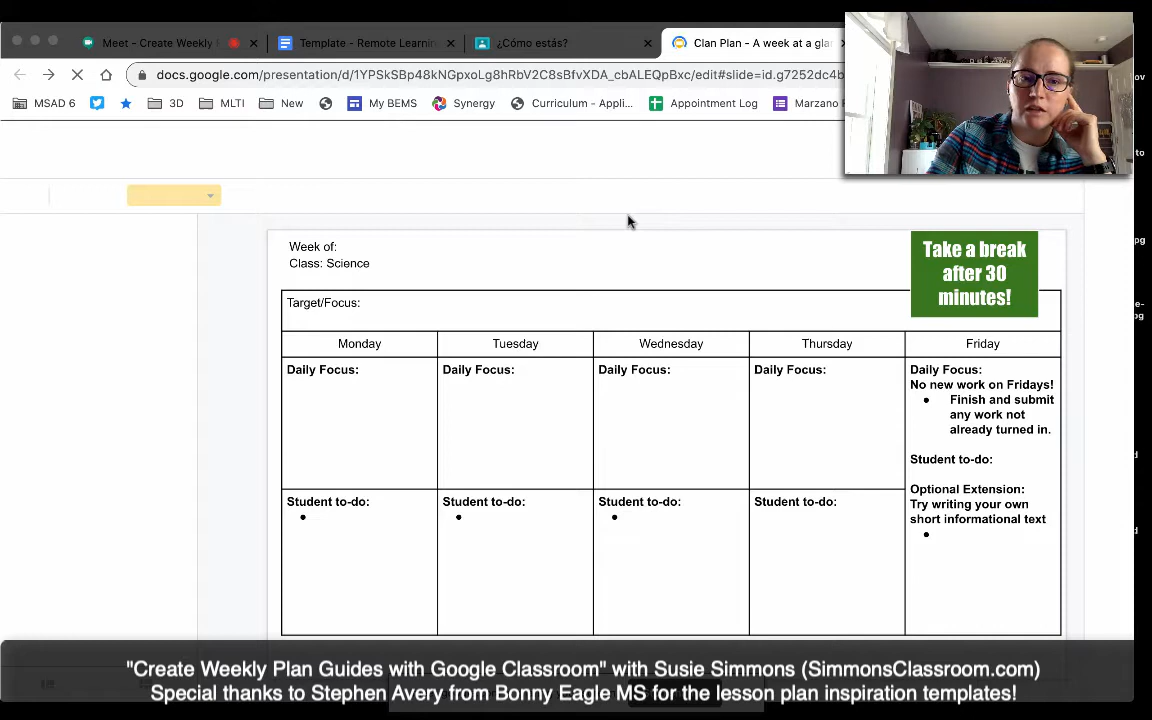 Meet - Create Weekly
Template - Remote Learnin
¿Cómo estás?
Clan Plan - A week at a gla
docs.google.com/presentation/d/1YPSkSBp48kNGpxoLg8hRbV2C8sBfvXDA_cbALEQpBxc/edit#slide=id.g7252dc4b
MSAD 6
3D
MLTI
New
My BEMS
Synergy
Curriculum - Appli...
Appointment Log
Marzano
Week of:
Class: Science
Take a break
after 30
minutes!
Target/Focus:
Monday
Tuesday
Wednesday
Thursday
Friday
Daily Focus:
Daily Focus:
Daily Focus:
Daily Focus:
Daily Focus:
No new work on Fridays!
Finish and submit
any work not
already turned in.
Student to-do:
Optional Extension:
Try writing your own
short informational text
Student to-do:
Student to-do:
Student to-do:
Student to-do:
"Create Weekly Plan Guides with Google Classroom" with Susie Simmons (SimmonsClassroom.com)
Special thanks to Stephen Avery from Bonny Eagle MS for the lesson plan inspiration templates!